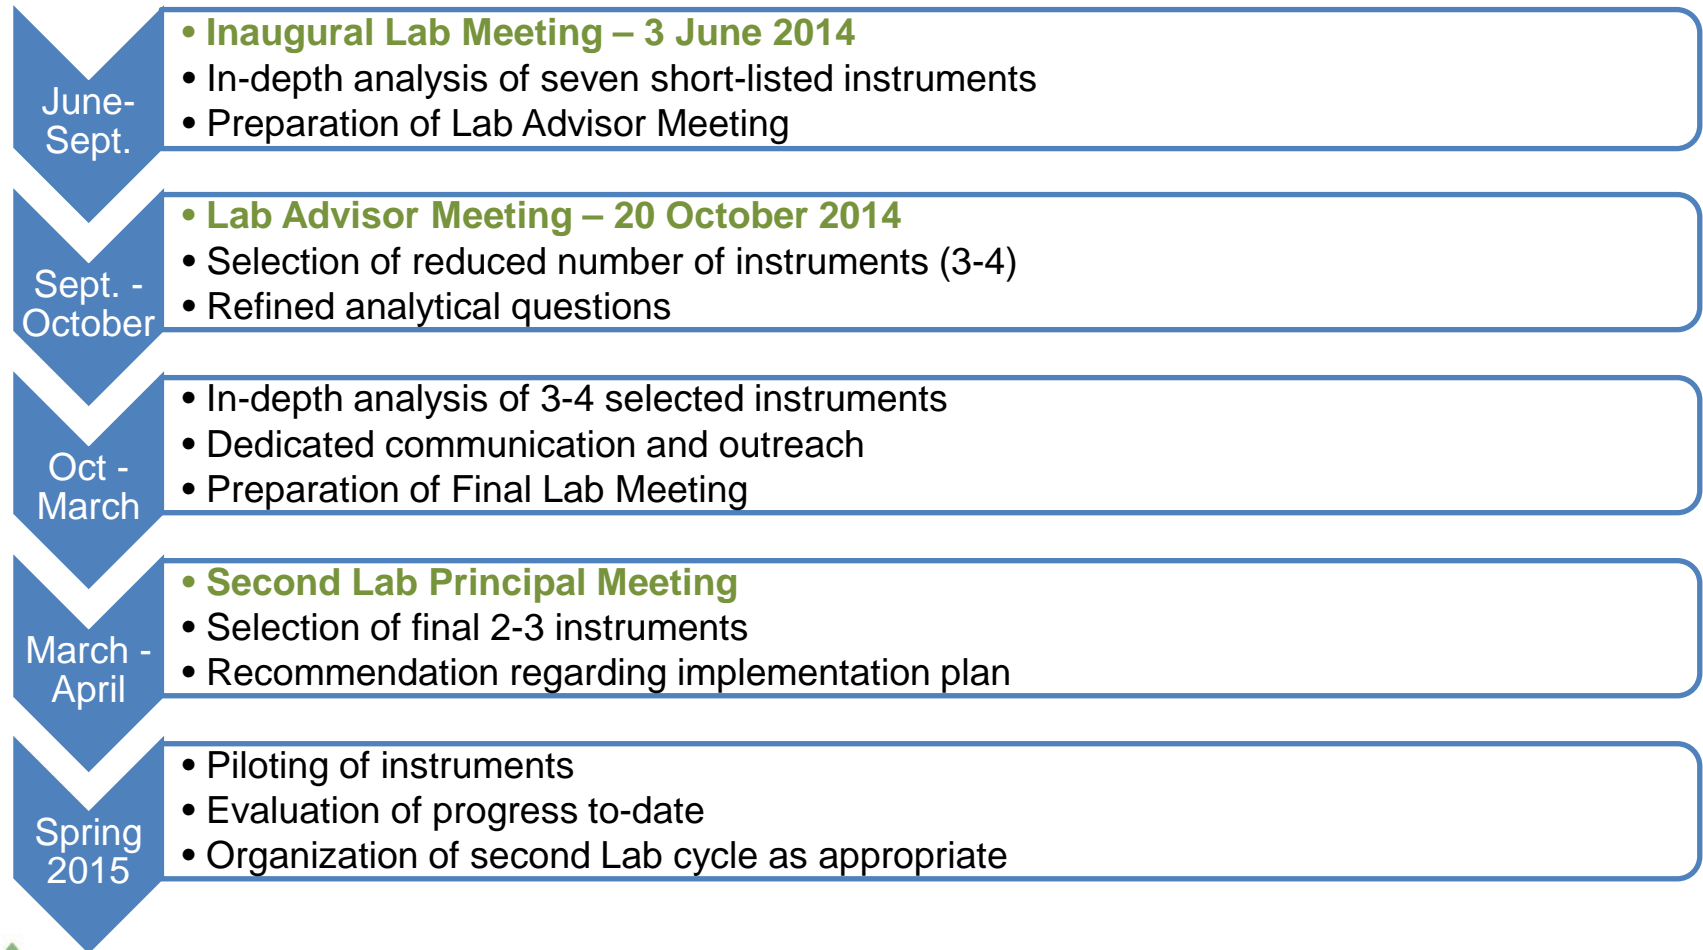 June-
Sept.
• Inaugural Lab Meeting – 3 June 2014
• In-depth analysis of seven short-listed instruments
• Preparation of Lab Advisor Meeting
Sept. -
October
• Lab Advisor Meeting – 20 October 2014
• Selection of reduced number of instruments (3-4)
• Refined analytical questions
Oct -
March
• In-depth analysis of 3-4 selected instruments
• Dedicated communication and outreach
• Preparation of Final Lab Meeting
March -
April
• Second Lab Principal Meeting
• Selection of final 2-3 instruments
• Recommendation regarding implementation plan
Spring
2015
• Piloting of instruments
• Evaluation of progress to-date
• Organization of second Lab cycle as appropriate